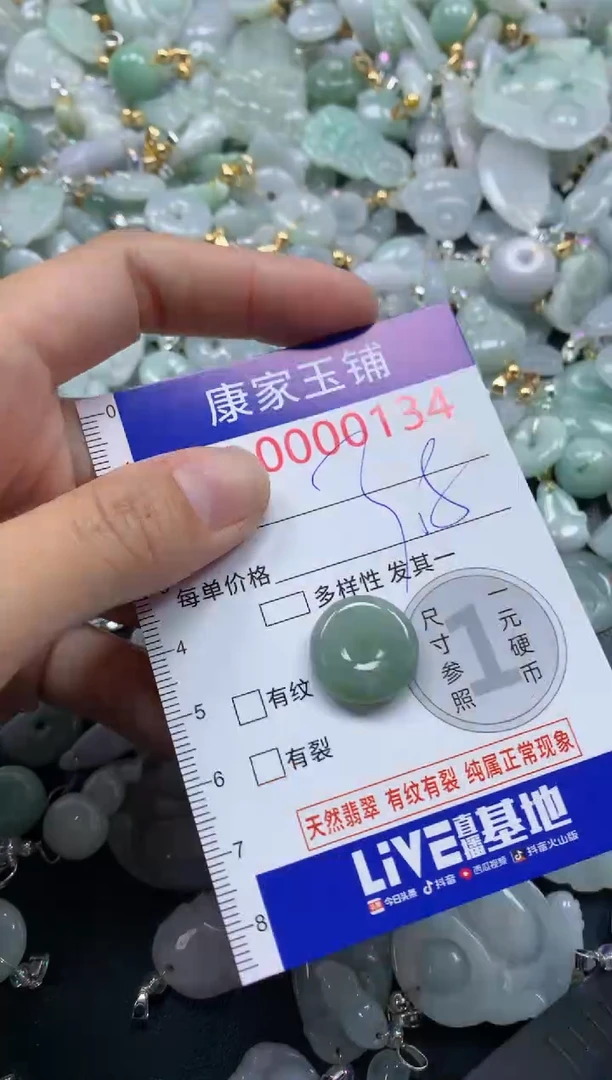 0
康家玉铺
0000134
3.8
每单价格
多样性 发其一
一元硬币
尺寸参照
1
4
5
有纹
6
有裂
天然翡翠 有纹有裂 纯属正常现象
7
LiVE直播基地
今日头条 抖音 西瓜视频 抖音火山版
8